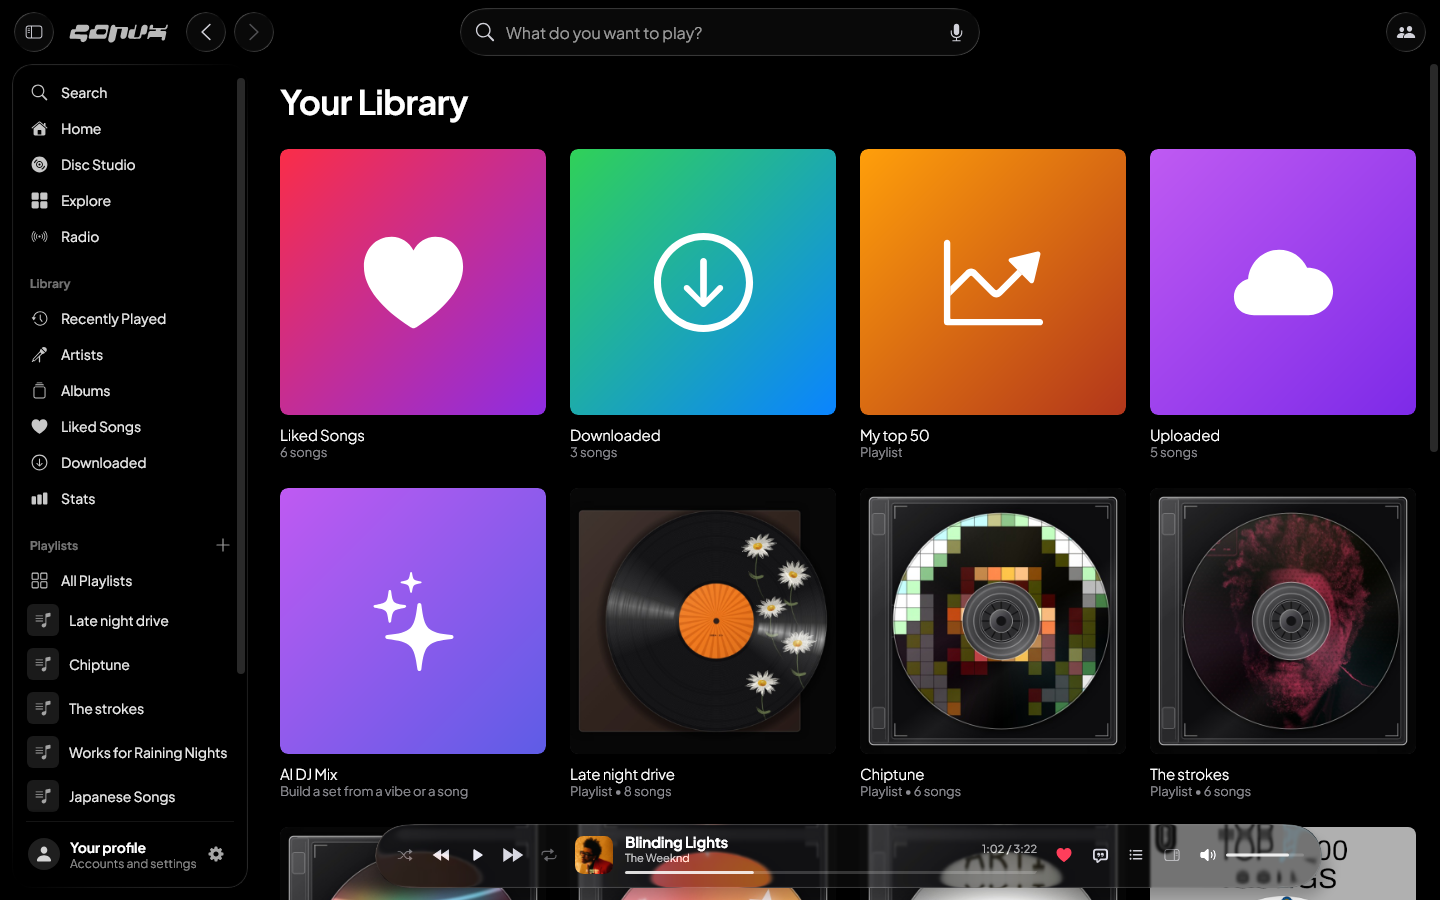 sonux
What do you want to play?
Search
Home
Disc Studio
Explore
Radio
Library
Recently Played
Artists
Albums
Liked Songs
Downloaded
Stats
Playlists
All Playlists
Late night drive
Chiptune
The strokes
Works for Raining Nights
Japanese Songs
Your profile
Accounts and settings
Your Library
Liked Songs
6 songs
Downloaded
3 songs
My top 50
Playlist
Uploaded
5 songs
AI DJ Mix
Build a set from a vibe or a song
Late night drive
Playlist • 8 songs
Chiptune
Playlist • 6 songs
The strokes
Playlist • 6 songs
Blinding Lights
The Weeknd
1:02 / 3:22